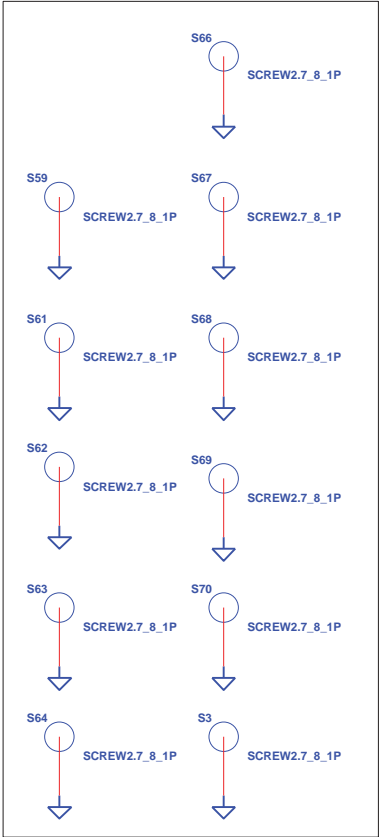 S66
SCREW2.7_8_1P
S59
SCREW2.7_8_1P
S67
SCREW2.7_8_1P
S61
SCREW2.7_8_1P
S68
SCREW2.7_8_1P
S62
SCREW2.7_8_1P
S69
SCREW2.7_8_1P
S63
SCREW2.7_8_1P
S70
SCREW2.7_8_1P
S64
SCREW2.7_8_1P
S3
SCREW2.7_8_1P